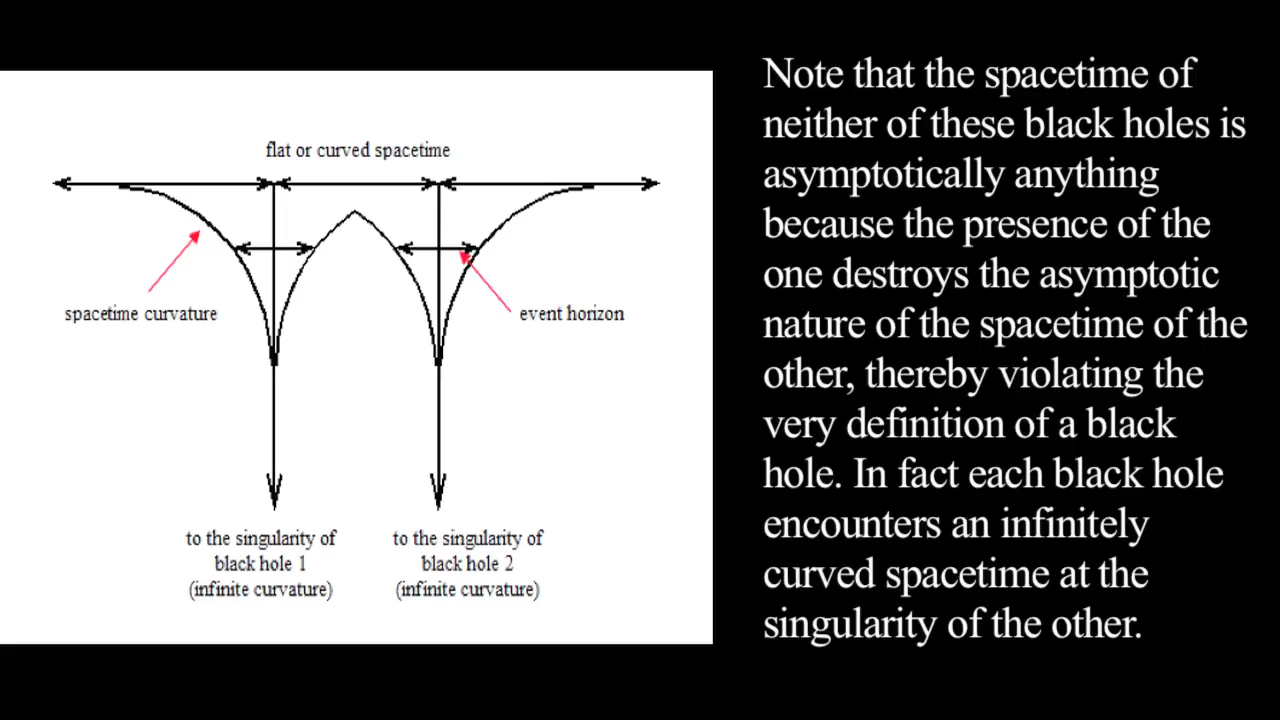 flat or curved spacetime
spacetime curvature
event horizon
to the singularity of
black hole 1
(infinite curvature)
to the singularity of
black hole 2
(infinite curvature)
Note that the spacetime of
neither of these black holes is
asymptotically anything
because the presence of the
one destroys the asymptotic
nature of the spacetime of the
other, thereby violating the
very definition of a black
hole. In fact each black hole
encounters an infinitely
curved spacetime at the
singularity of the other.